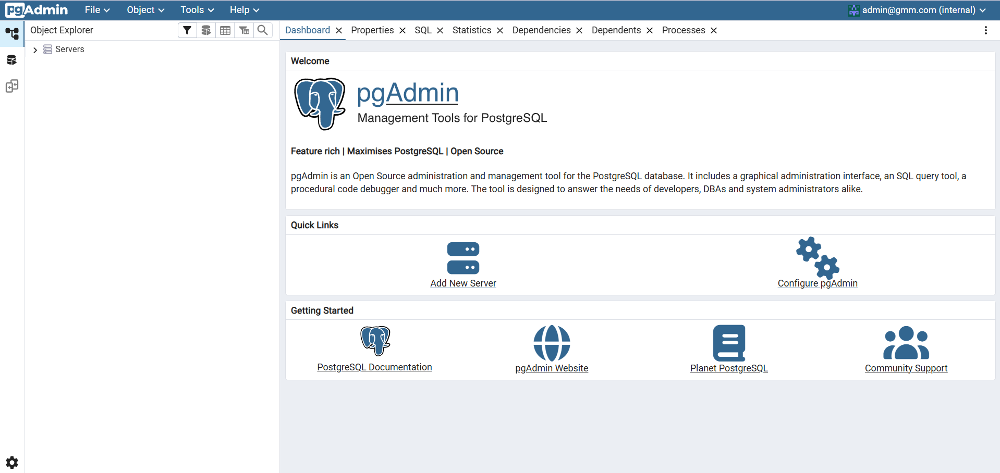 pgAdmin File Object Tools Help admin@gmm.com (internal)
Object Explorer Dashboard Properties SQL Statistics Dependencies Dependents Processes
Servers
Welcome
pgAdmin
Management Tools for PostgreSQL
Feature rich | Maximises PostgreSQL | Open Source
pgAdmin is an Open Source administration and management tool for the PostgreSQL database. It includes a graphical administration interface, an SQL query tool, a
procedural code debugger and much more. The tool is designed to answer the needs of developers, DBAs and system administrators alike.
Quick Links
Add New Server Configure pgAdmin
Getting Started
PostgreSQL Documentation pgAdmin Website Planet PostgreSQL Community Support